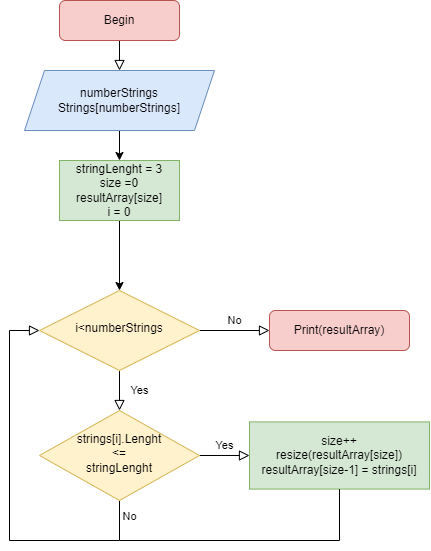 Begin
numberStrings
Strings[numberStrings]
stringLenght = 3
size =0
resultArray[size]
i = 0
i<numberStrings
No
Print(resultArray)
Yes
strings[i].Lenght
<=
stringLenght
Yes
size++
resize(resultArray[size])
resultArray[size-1] = strings[i]
No